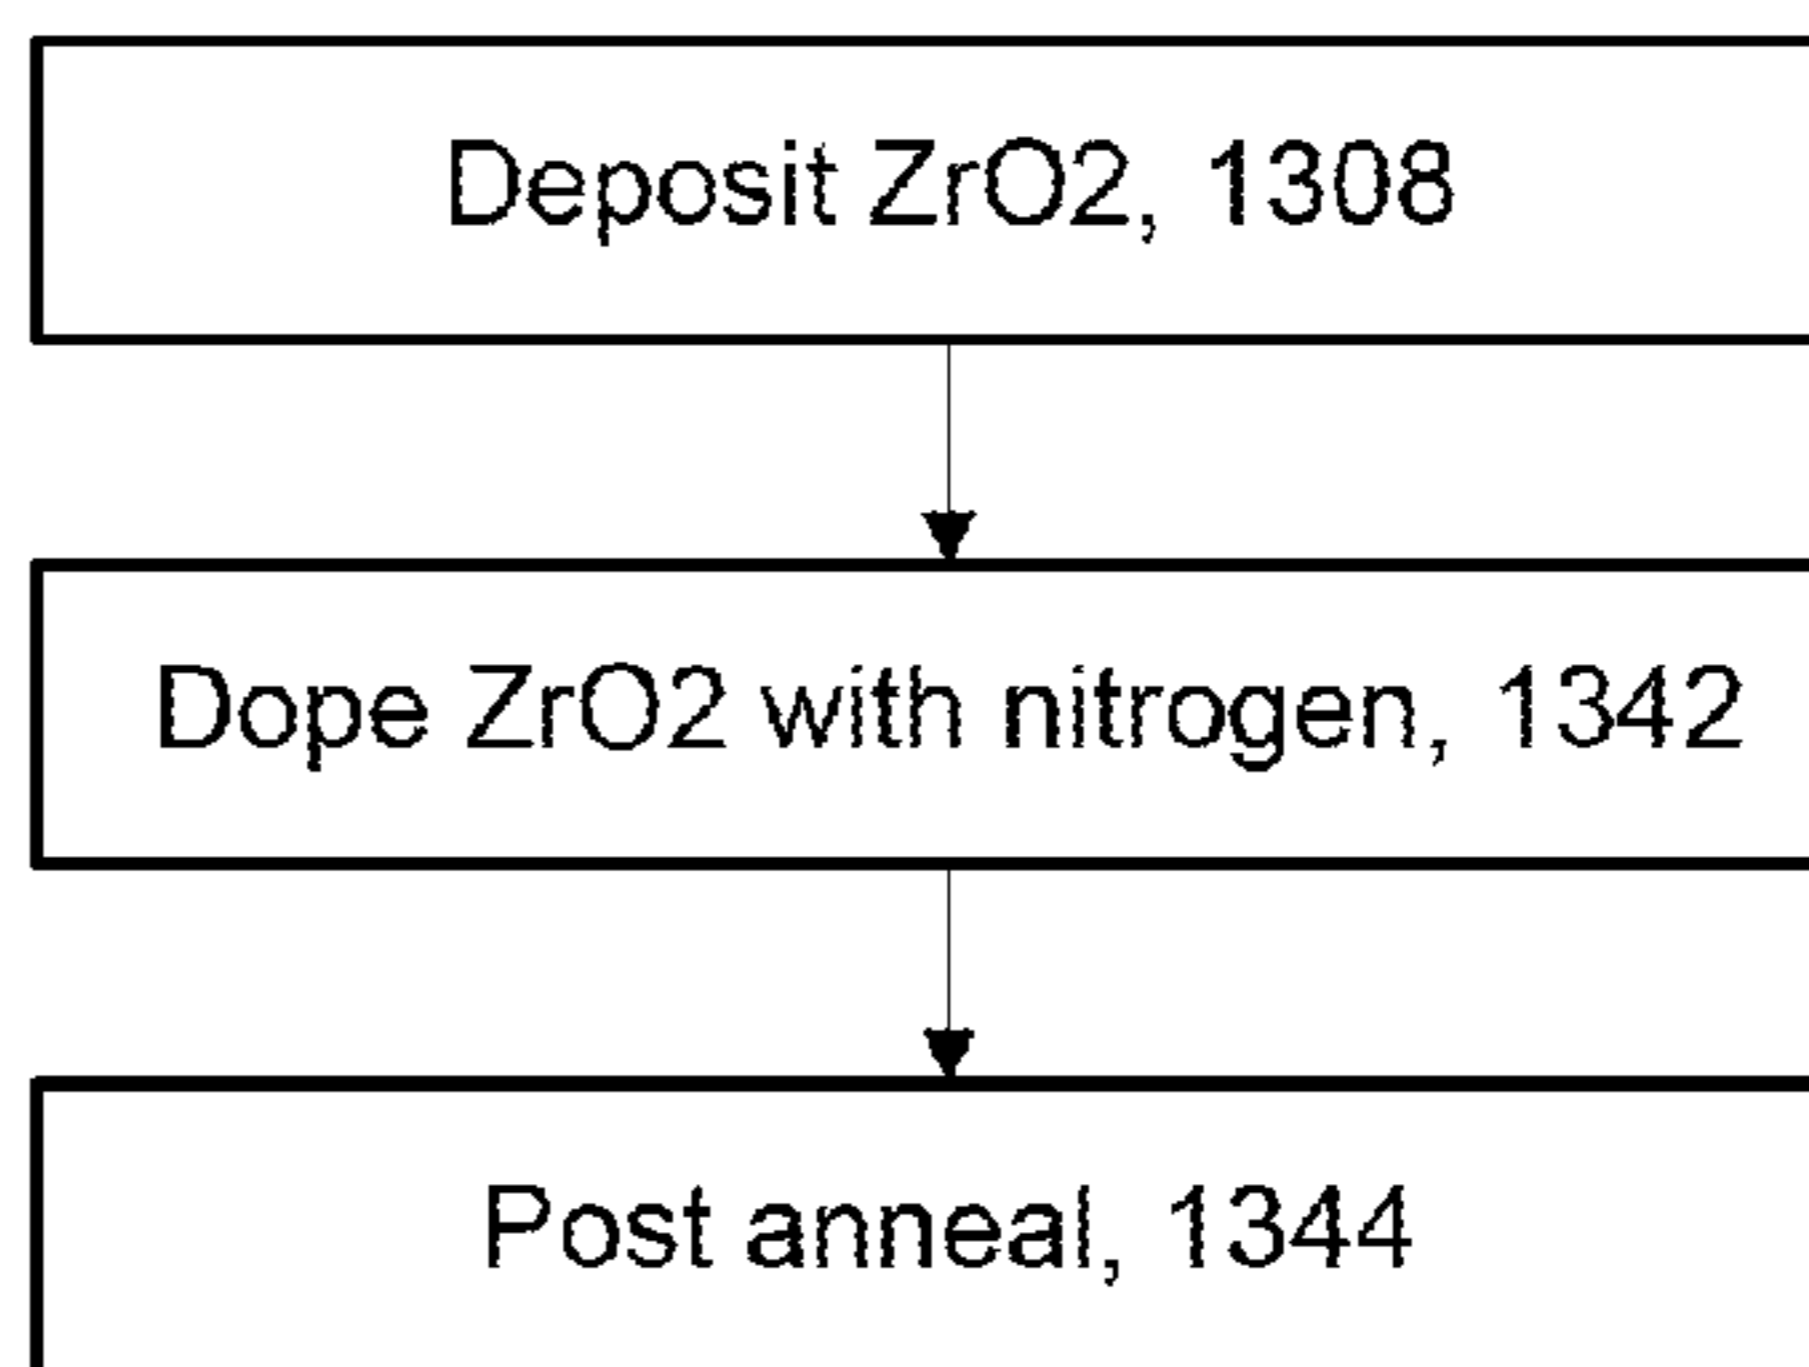 Deposit ZrO2, 1308
Dope ZrO2 with nitrogen, 1342
Post anneal, 1344